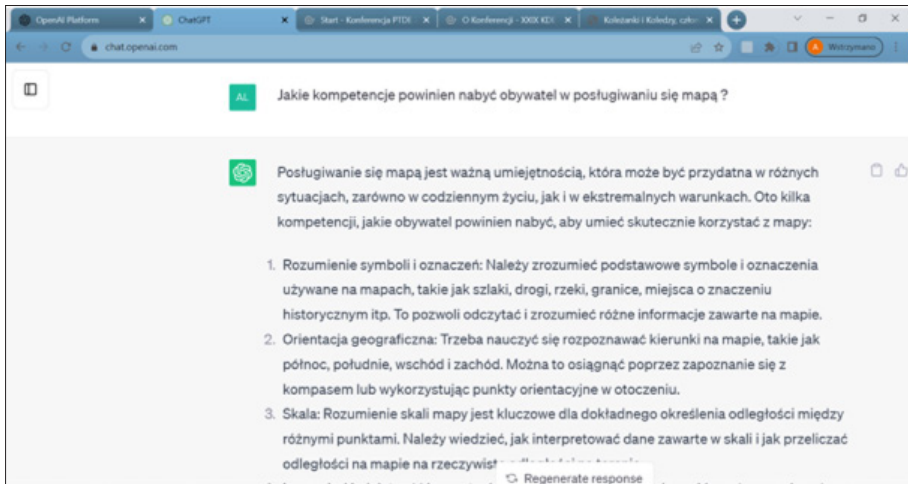 OpenAI Platform
ChatGPT
Start - Konferencja PTDE
O Konferencji - XXIX KDE
Koleżanki i Koledzy, człon
chat.openai.com
A Wstrzymano
AL Jakie kompetencje powinien nabyć obywatel w posługiwaniu się mapą ?
Posługiwanie się mapą jest ważną umiejętnością, która może być przydatna w różnych
sytuacjach, zarówno w codziennym życiu, jak i w ekstremalnych warunkach. Oto kilka
kompetencji, jakie obywatel powinien nabyć, aby umieć skutecznie korzystać z mapy:
1. Rozumienie symboli i oznaczeń: Należy zrozumieć podstawowe symbole i oznaczenia
używane na mapach, takie jak szlaki, drogi, rzeki, granice, miejsca o znaczeniu
historycznym itp. To pozwoli odczytać i zrozumieć różne informacje zawarte na mapie.
2. Orientacja geograficzna: Trzeba nauczyć się rozpoznawać kierunki na mapie, takie jak
północ, południe, wschód i zachód. Można to osiągnąć poprzez zapoznanie się z
kompasem lub wykorzystując punkty orientacyjne w otoczeniu.
3. Skala: Rozumienie skali mapy jest kluczowe dla dokładnego określenia odległości między
różnymi punktami. Należy wiedzieć, jak interpretować dane zawarte w skali i jak przeliczać
odległości na mapie na rzeczywiste
Regenerate response